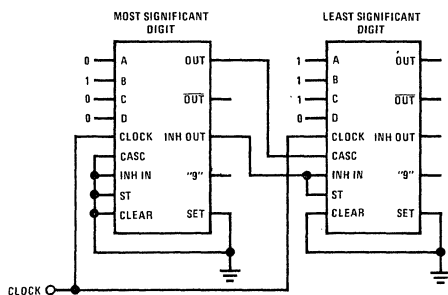 MOST SIGNIFICANT
DIGIT
LEAST SIGNIFICANT
DIGIT
0 A OUT
1 B
0 C OUT
0 D
CLOCK INH OUT
CASC
INH IN "9"
ST
CLEAR SET
1 A OUT
1 B
1 C OUT
0 D
CLOCK INH OUT
CASC
INH IN "9"
ST
CLEAR SET
CLOCK